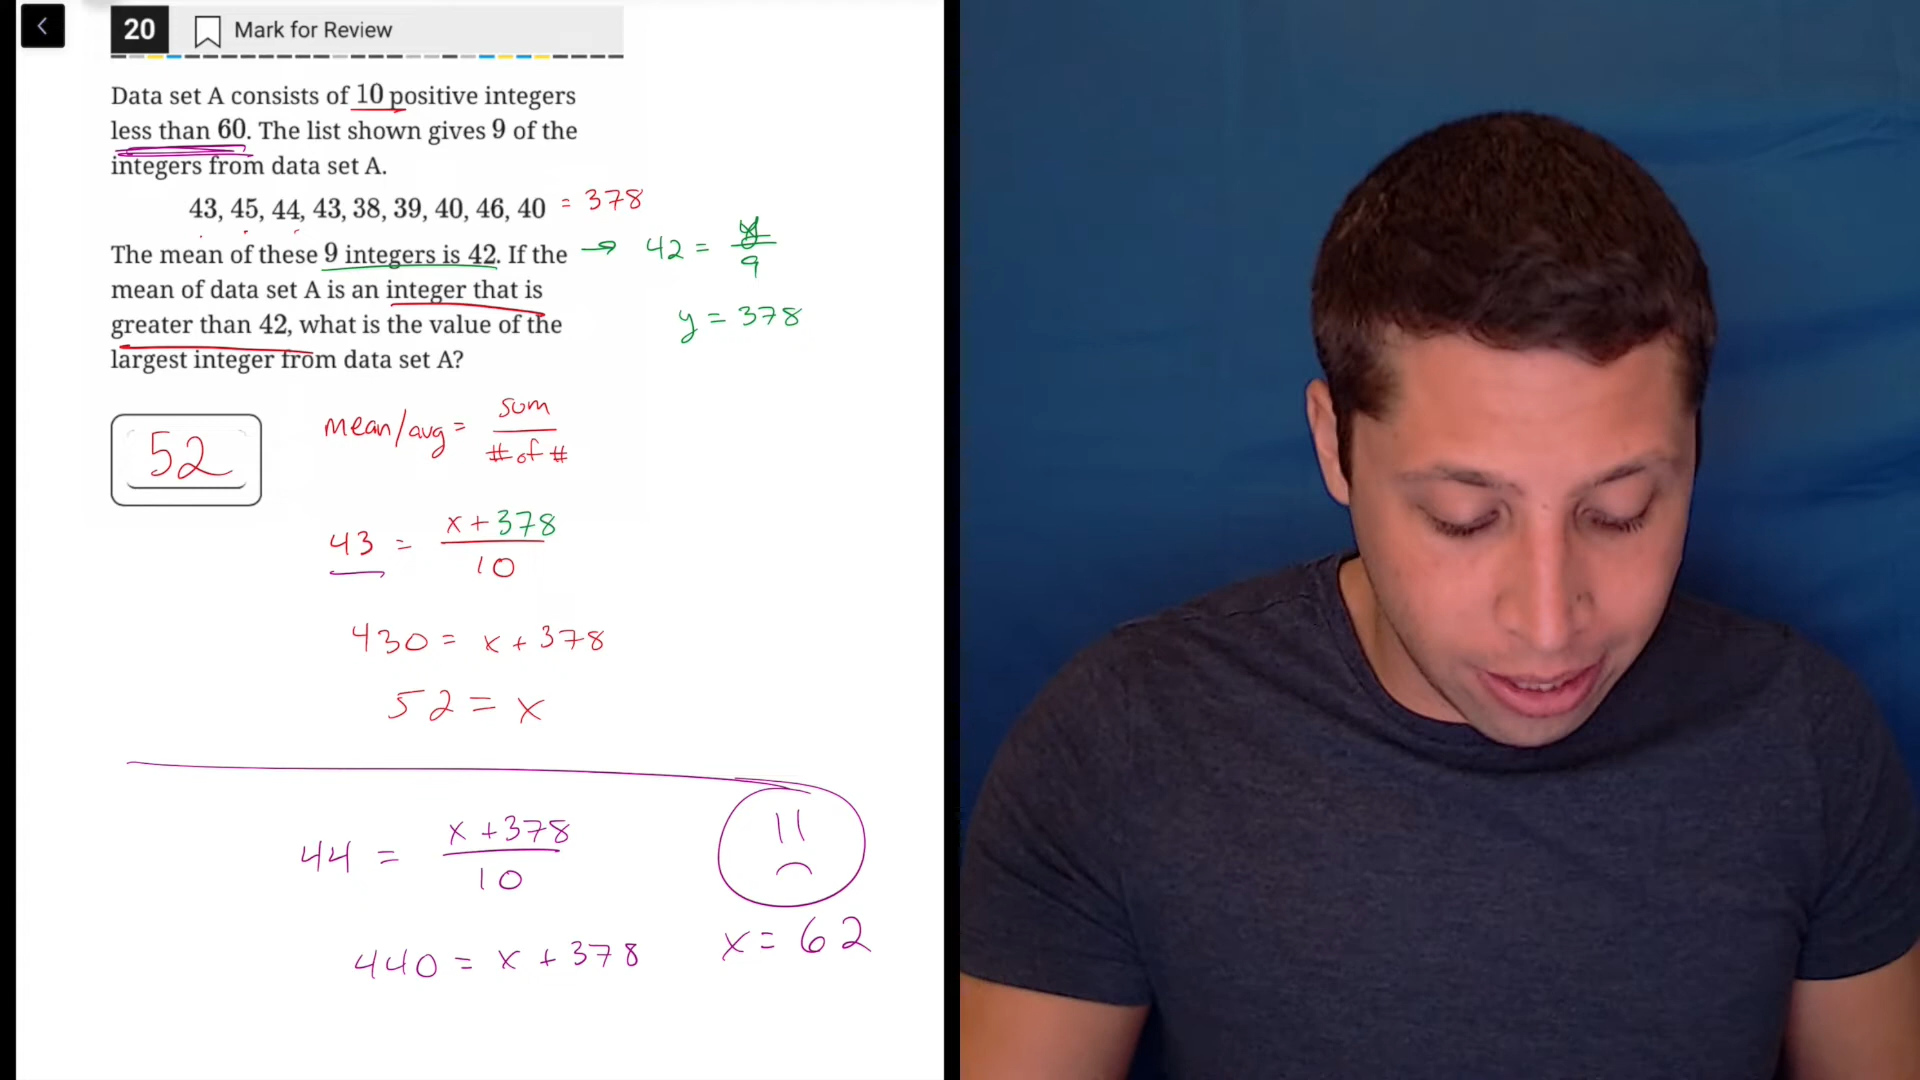 20 Mark for Review
Data set A consists of 10 positive integers
less than 60. The list shown gives 9 of the
integers from data set A.
43, 45, 44, 43, 38, 39, 40, 46, 40 = 378
The mean of these 9 integers is 42. If the → 42 = y/9
mean of data set A is an integer that is
greater than 42, what is the value of the y = 378
largest integer from data set A?
52
mean/avg = sum / # of #
43 = x + 378 / 10
430 = x + 378
52 = x
44 = x + 378 / 10
440 = x + 378
x = 62